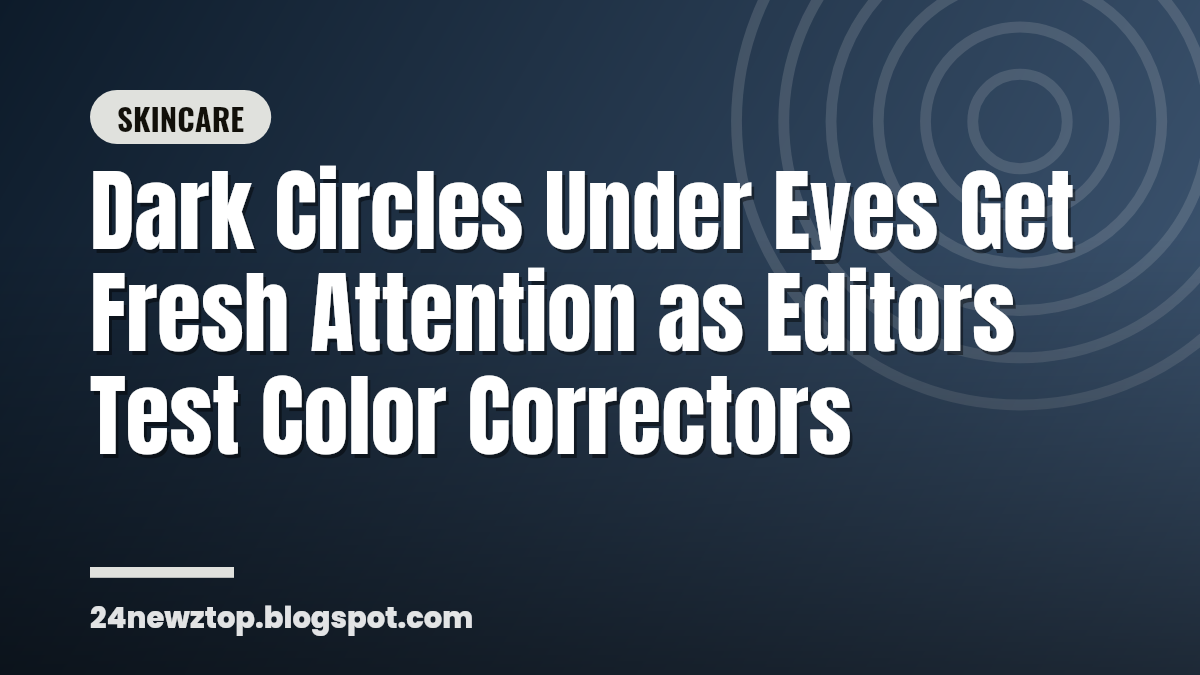 SKINCARE
Dark Circles Under Eyes Get
Fresh Attention as Editors
Test Color Correctors
24newztop.blogspot.com